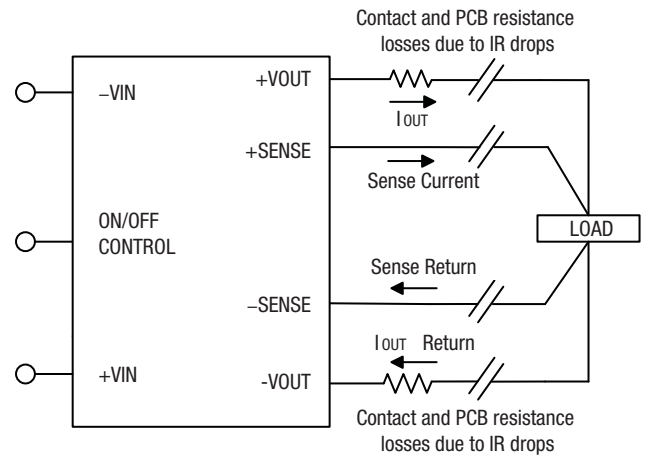 Contact and PCB resistance
losses due to IR drops
+VOUT
−VIN
IOUT
+SENSE
Sense Current
ON/OFF
CONTROL
LOAD
Sense Return
−SENSE
IOUT Return
+VIN
-VOUT
Contact and PCB resistance
losses due to IR drops